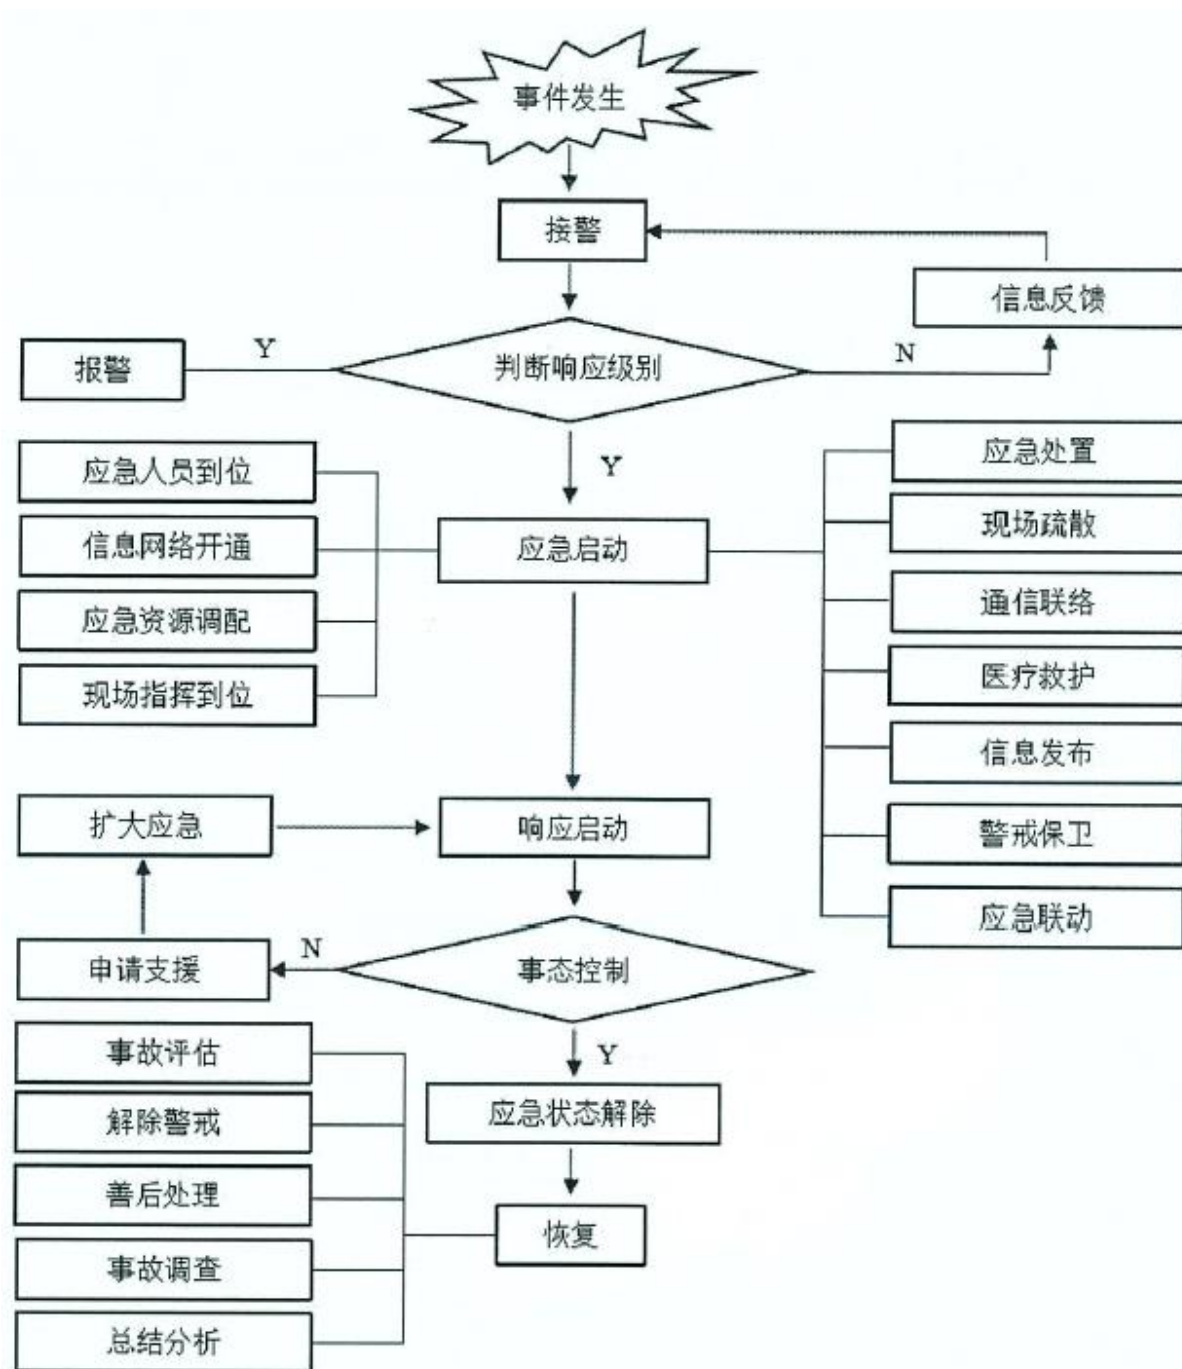 事件发生
接警
信息反馈
报警
Y
判断响应级别
N
Y
应急人员到位
信息网络开通
应急资源调配
现场指挥到位
应急启动
应急处置
现场疏散
通信联络
医疗救护
信息发布
警戒保卫
应急联动
扩大应急
响应启动
申请支援
N
事态控制
Y
应急状态解除
恢复
事故评估
解除警戒
善后处理
事故调查
总结分析